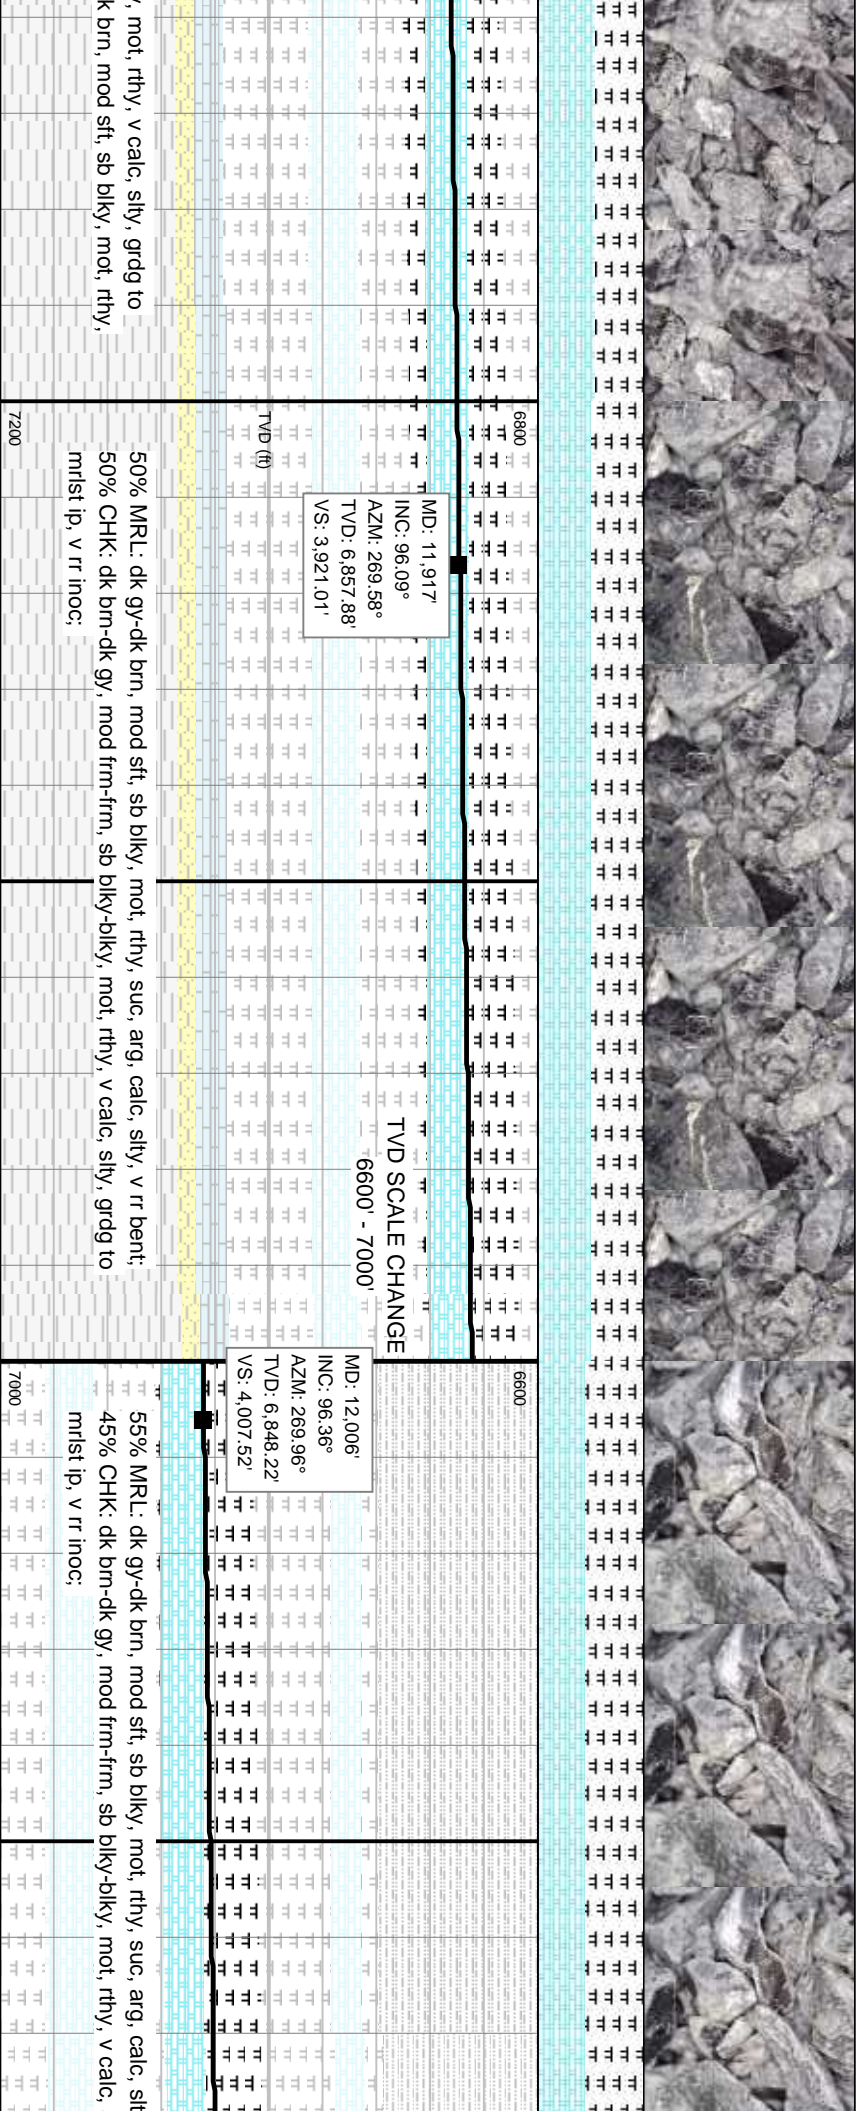 , mot, rthy, v calc, slty, grdg to
k brn, mod sft, sb blky, mot, rthy,
6800
TVD (ft)
7200
MD: 11,917'
INC: 96.09°
AZM: 269.58°
TVD: 6,857.88'
VS: 3,921.01'
50% MRL: dk gy-dk brn, mod sft, sb blky, mot, rthy, suc, arg, calc, slty, v rr bent;
50% CHK: dk brn-dk gy, mod frm-frm, sb blky-blky, mot, rthy, v calc, slty, grdg to
mrlst ip, v rr inoc;
TVD SCALE CHANGE
6600' - 7000'
6600
7000
MD: 12,006'
INC: 96.36°
AZM: 269.96°
TVD: 6,848.22'
VS: 4,007.52'
55% MRL: dk gy-dk brn, mod sft, sb blky, mot, rthy, suc, arg, calc, slt
45% CHK: dk brn-dk gy, mod frm-frm, sb blky-blky, mot, rthy, v calc,
mrlst ip, v rr inoc;